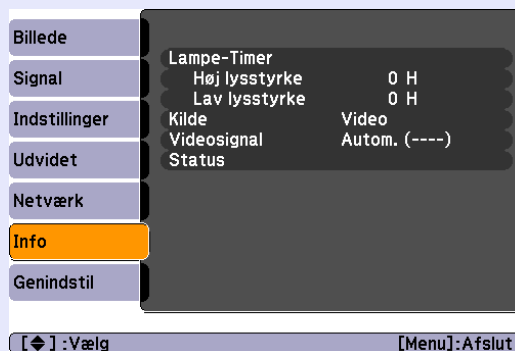 Billede
Signal
Indstillinger
Udvidet
Netværk
Info
Genindstil
Lampe-Timer
Høj lysstyrke 0 H
Lav lysstyrke 0 H
Kilde Video
Videosignal Autom. (----)
Status
[◆] :Vælg [Menu]:Afslut